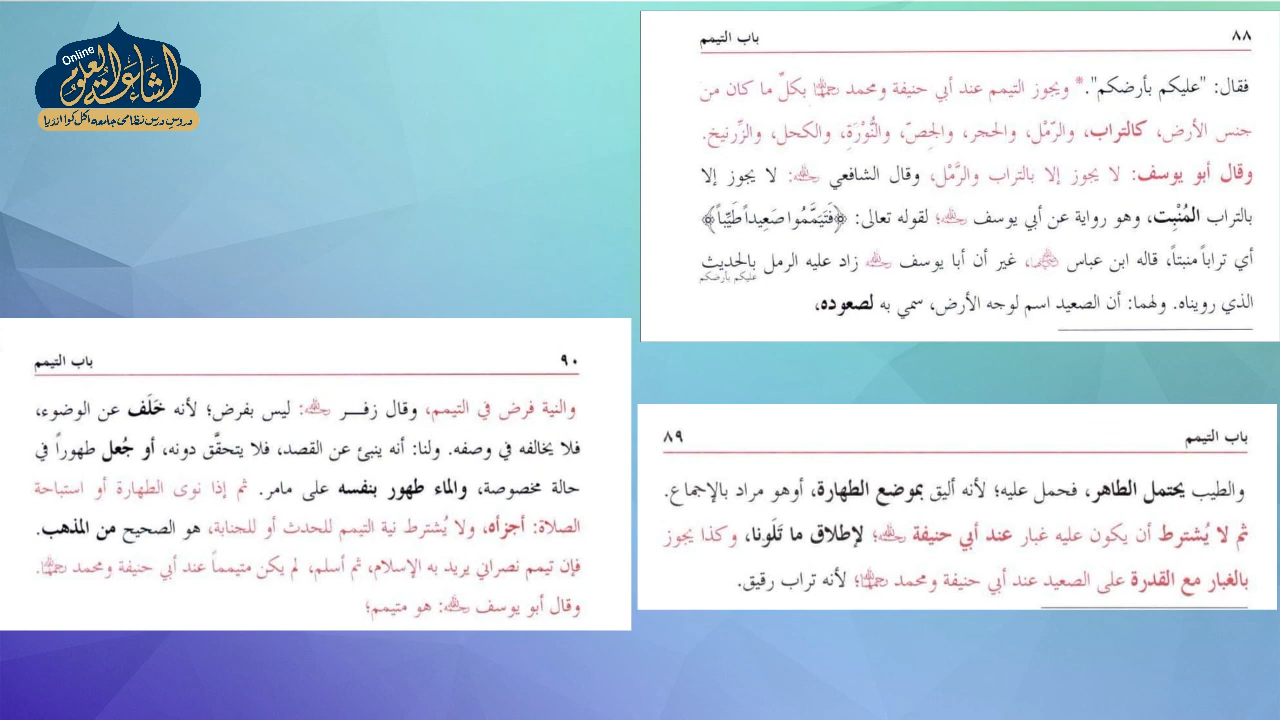 Online
اشاعت العلوم
دروسِ درس نظامی جامعہ اکل کوا انڈیا
٨٨ باب التيمم
فقال: "عليكم بأرضكم".* ويجوز التيمم عند أبي حنيفة ومحمد رحمهما الله بكلِّ ما كان من
جنس الأرض، كالتراب، والرَّمْل، والحجر، والجِصّ، والنُّوْرَةِ، والكحل، والزِّرنيخ.
وقال أبو يوسف: لا يجوز إلا بالتراب والرَّمْل، وقال الشافعي رحمه الله: لا يجوز إلا
بالتراب المُنْبِت، وهو رواية عن أبي يوسف رحمه الله؛ لقوله تعالى: ﴿فَتَيَمَّمُوا صَعِيداً طَيِّباً﴾
أي تراباً منبتاً، قاله ابن عباس رضي الله عنهما، غير أن أبا يوسف رحمه الله زاد عليه الرمل بالحديث
عليكم بأرضكم
الذي رويناه. ولهما: أن الصعيد اسم لوجه الأرض، سمي به لصعوده،
باب التيمم ٨٩
والطيب يحتمل الطاهر، فحمل عليه؛ لأنه أليق بموضع الطهارة، أوهو مراد بالإجماع.
ثم لا يُشترط أن يكون عليه غبار عند أبي حنيفة رحمه الله؛ لإطلاق ما تَلَونا، وكذا يجوز
بالغبار مع القدرة على الصعيد عند أبي حنيفة ومحمد رحمهما الله؛ لأنه تراب رقيق.
٩٠ باب التيمم
والنية فرض في التيمم، وقال زفـــر رحمه الله: ليس بفرض؛ لأنه خَلَف عن الوضوء،
فلا يخالفه في وصفه. ولنا: أنه ينبئ عن القصد، فلا يتحقَّق دونه، أو جُعل طهوراً في
حالة مخصوصة، والماء طهور بنفسه على مامر. ثم إذا نوى الطهارة أو استباحة
الصلاة: أجزأه، ولا يُشترط نية التيمم للحدث أو للجنابة، هو الصحيح من المذهب.
فإن تيمم نصراني يريد به الإسلام، ثم أسلم، لم يكن متيمماً عند أبي حنيفة ومحمد رحمهما الله.
وقال أبو يوسف رحمه الله: هو متيمم؛